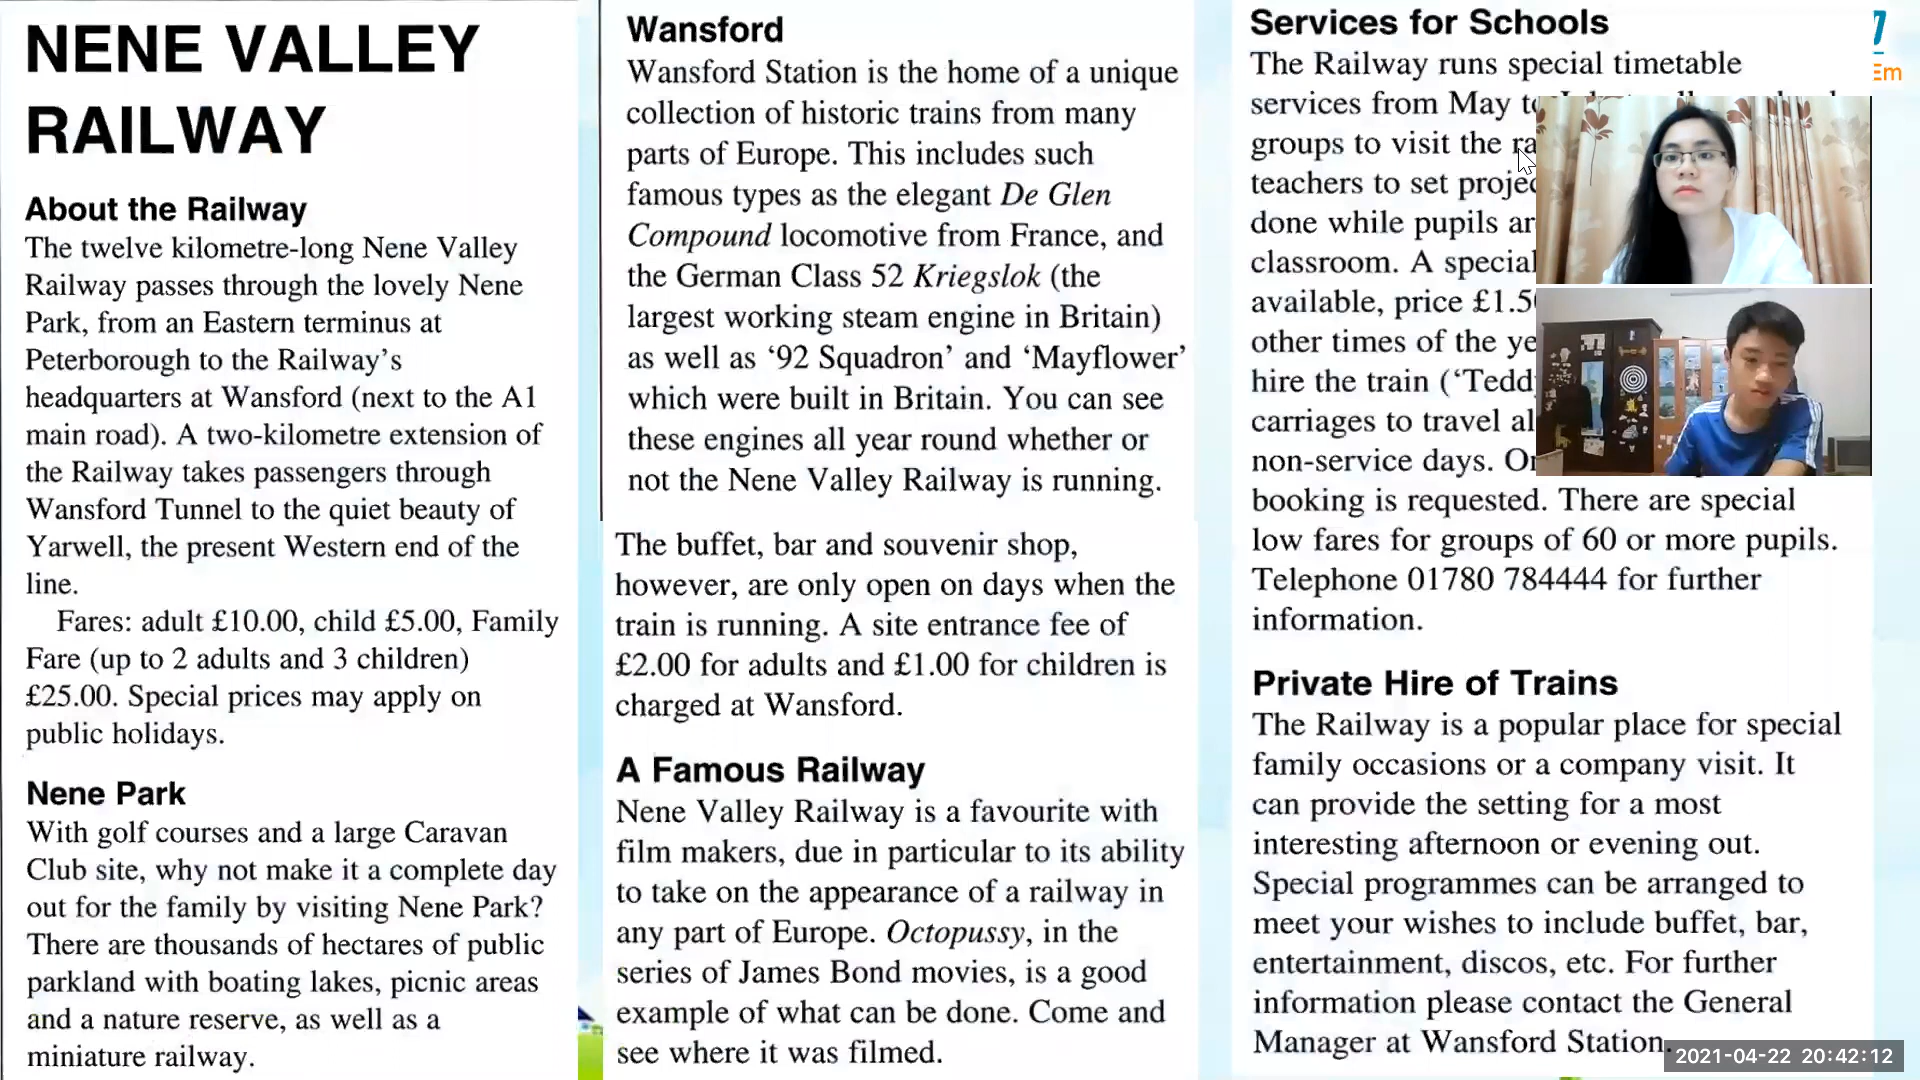 NENE VALLEY
RAILWAY
About the Railway
The twelve kilometre-long Nene Valley
Railway passes through the lovely Nene
Park, from an Eastern terminus at
Peterborough to the Railway's
headquarters at Wansford (next to the A1
main road). A two-kilometre extension of
the Railway takes passengers through
Wansford Tunnel to the quiet beauty of
Yarwell, the present Western end of the
line.
Fares: adult £10.00, child £5.00, Family
Fare (up to 2 adults and 3 children)
£25.00. Special prices may apply on
public holidays.
Nene Park
With golf courses and a large Caravan
Club site, why not make it a complete day
out for the family by visiting Nene Park?
There are thousands of hectares of public
parkland with boating lakes, picnic areas
and a nature reserve, as well as a
miniature railway.
Wansford
Wansford Station is the home of a unique
collection of historic trains from many
parts of Europe. This includes such
famous types as the elegant De Glen
Compound locomotive from France, and
the German Class 52 Kriegslok (the
largest working steam engine in Britain)
as well as '92 Squadron' and 'Mayflower'
which were built in Britain. You can see
these engines all year round whether or
not the Nene Valley Railway is running.
The buffet, bar and souvenir shop,
however, are only open on days when the
train is running. A site entrance fee of
£2.00 for adults and £1.00 for children is
charged at Wansford.
A Famous Railway
Nene Valley Railway is a favourite with
film makers, due in particular to its ability
to take on the appearance of a railway in
any part of Europe. Octopussy, in the
series of James Bond movies, is a good
example of what can be done. Come and
see where it was filmed.
Services for Schools
The Railway runs special timetable
services from May
groups to visit the
teachers to set
done while pupils
classroom. A special
available, price
other times of the
hire the train
carriages to travel
non-service days.
booking is requested. There are special
low fares for groups of 60 or more pupils.
Telephone 01780 784444 for further
information.
Private Hire of Trains
The Railway is a popular place for special
family occasions or a company visit. It
can provide the setting for a most
interesting afternoon or evening out.
Special programmes can be arranged to
meet your wishes to include buffet, bar,
entertainment, discos, etc. For further
information please contact the General
Manager at Wansford Station.
Em
2021-04-22 20:42:12